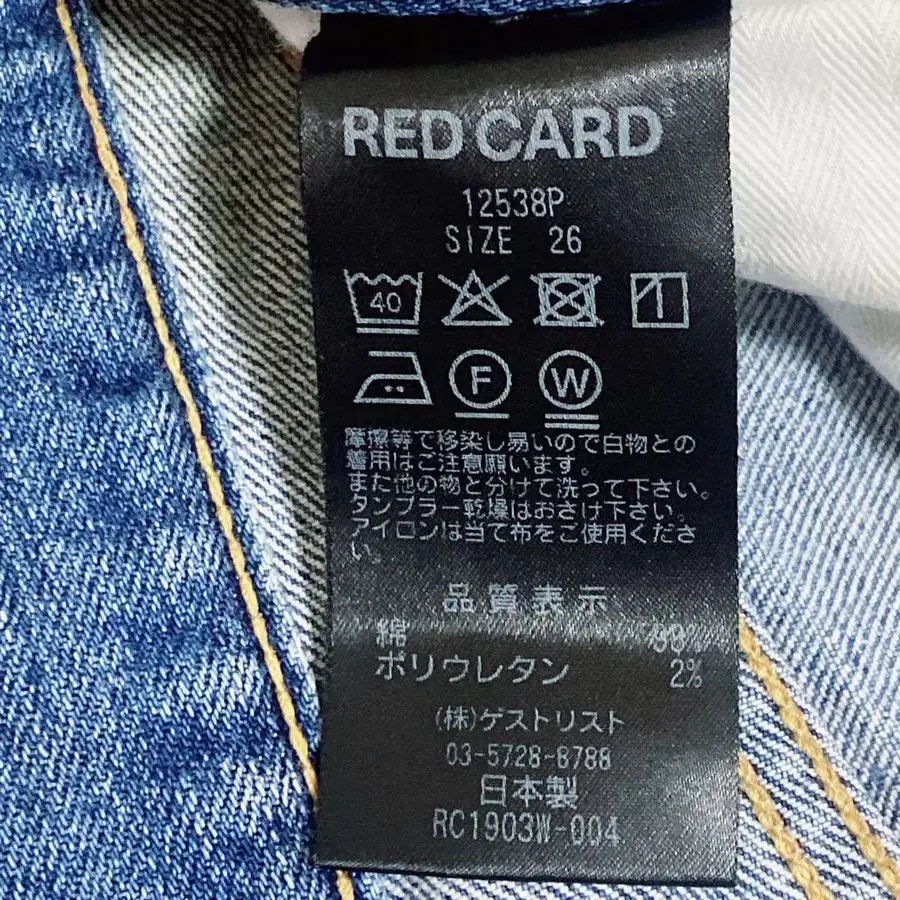 RED CARD
12538P
SIZE 26
40
F W
摩擦等で移染し易いので白物との
着用はご注意願います。
また他の物と分けて洗って下さい。
タンブラー乾燥はおさけ下さい。
アイロンは当て布をご使用くださ
い。
品質表示
綿 98%
ポリウレタン 2%
(株)ゲストリスト
03-5728-8788
日本製
RC1903W-004